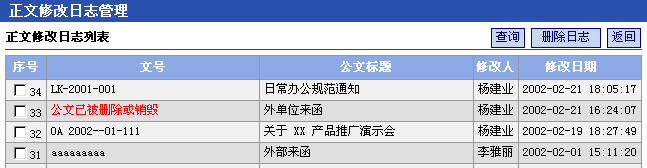 正文修改日志管理
正文修改日志列表 查询 删除日志 返回
序号 文号 公文标题 修改人 修改日期
34 LK-2001-001 日常办公规范通知 杨建业 2002-02-21 18:05:17
33 公文已被删除或销毁 外单位来函 杨建业 2002-02-21 16:24:07
32 OA 2002--01-111 关于 XX 产品推广演示会 杨建业 2002-02-19 18:27:49
31 aaaaaaaaa 外部来函 李雅丽 2002-02-01 15:11:20